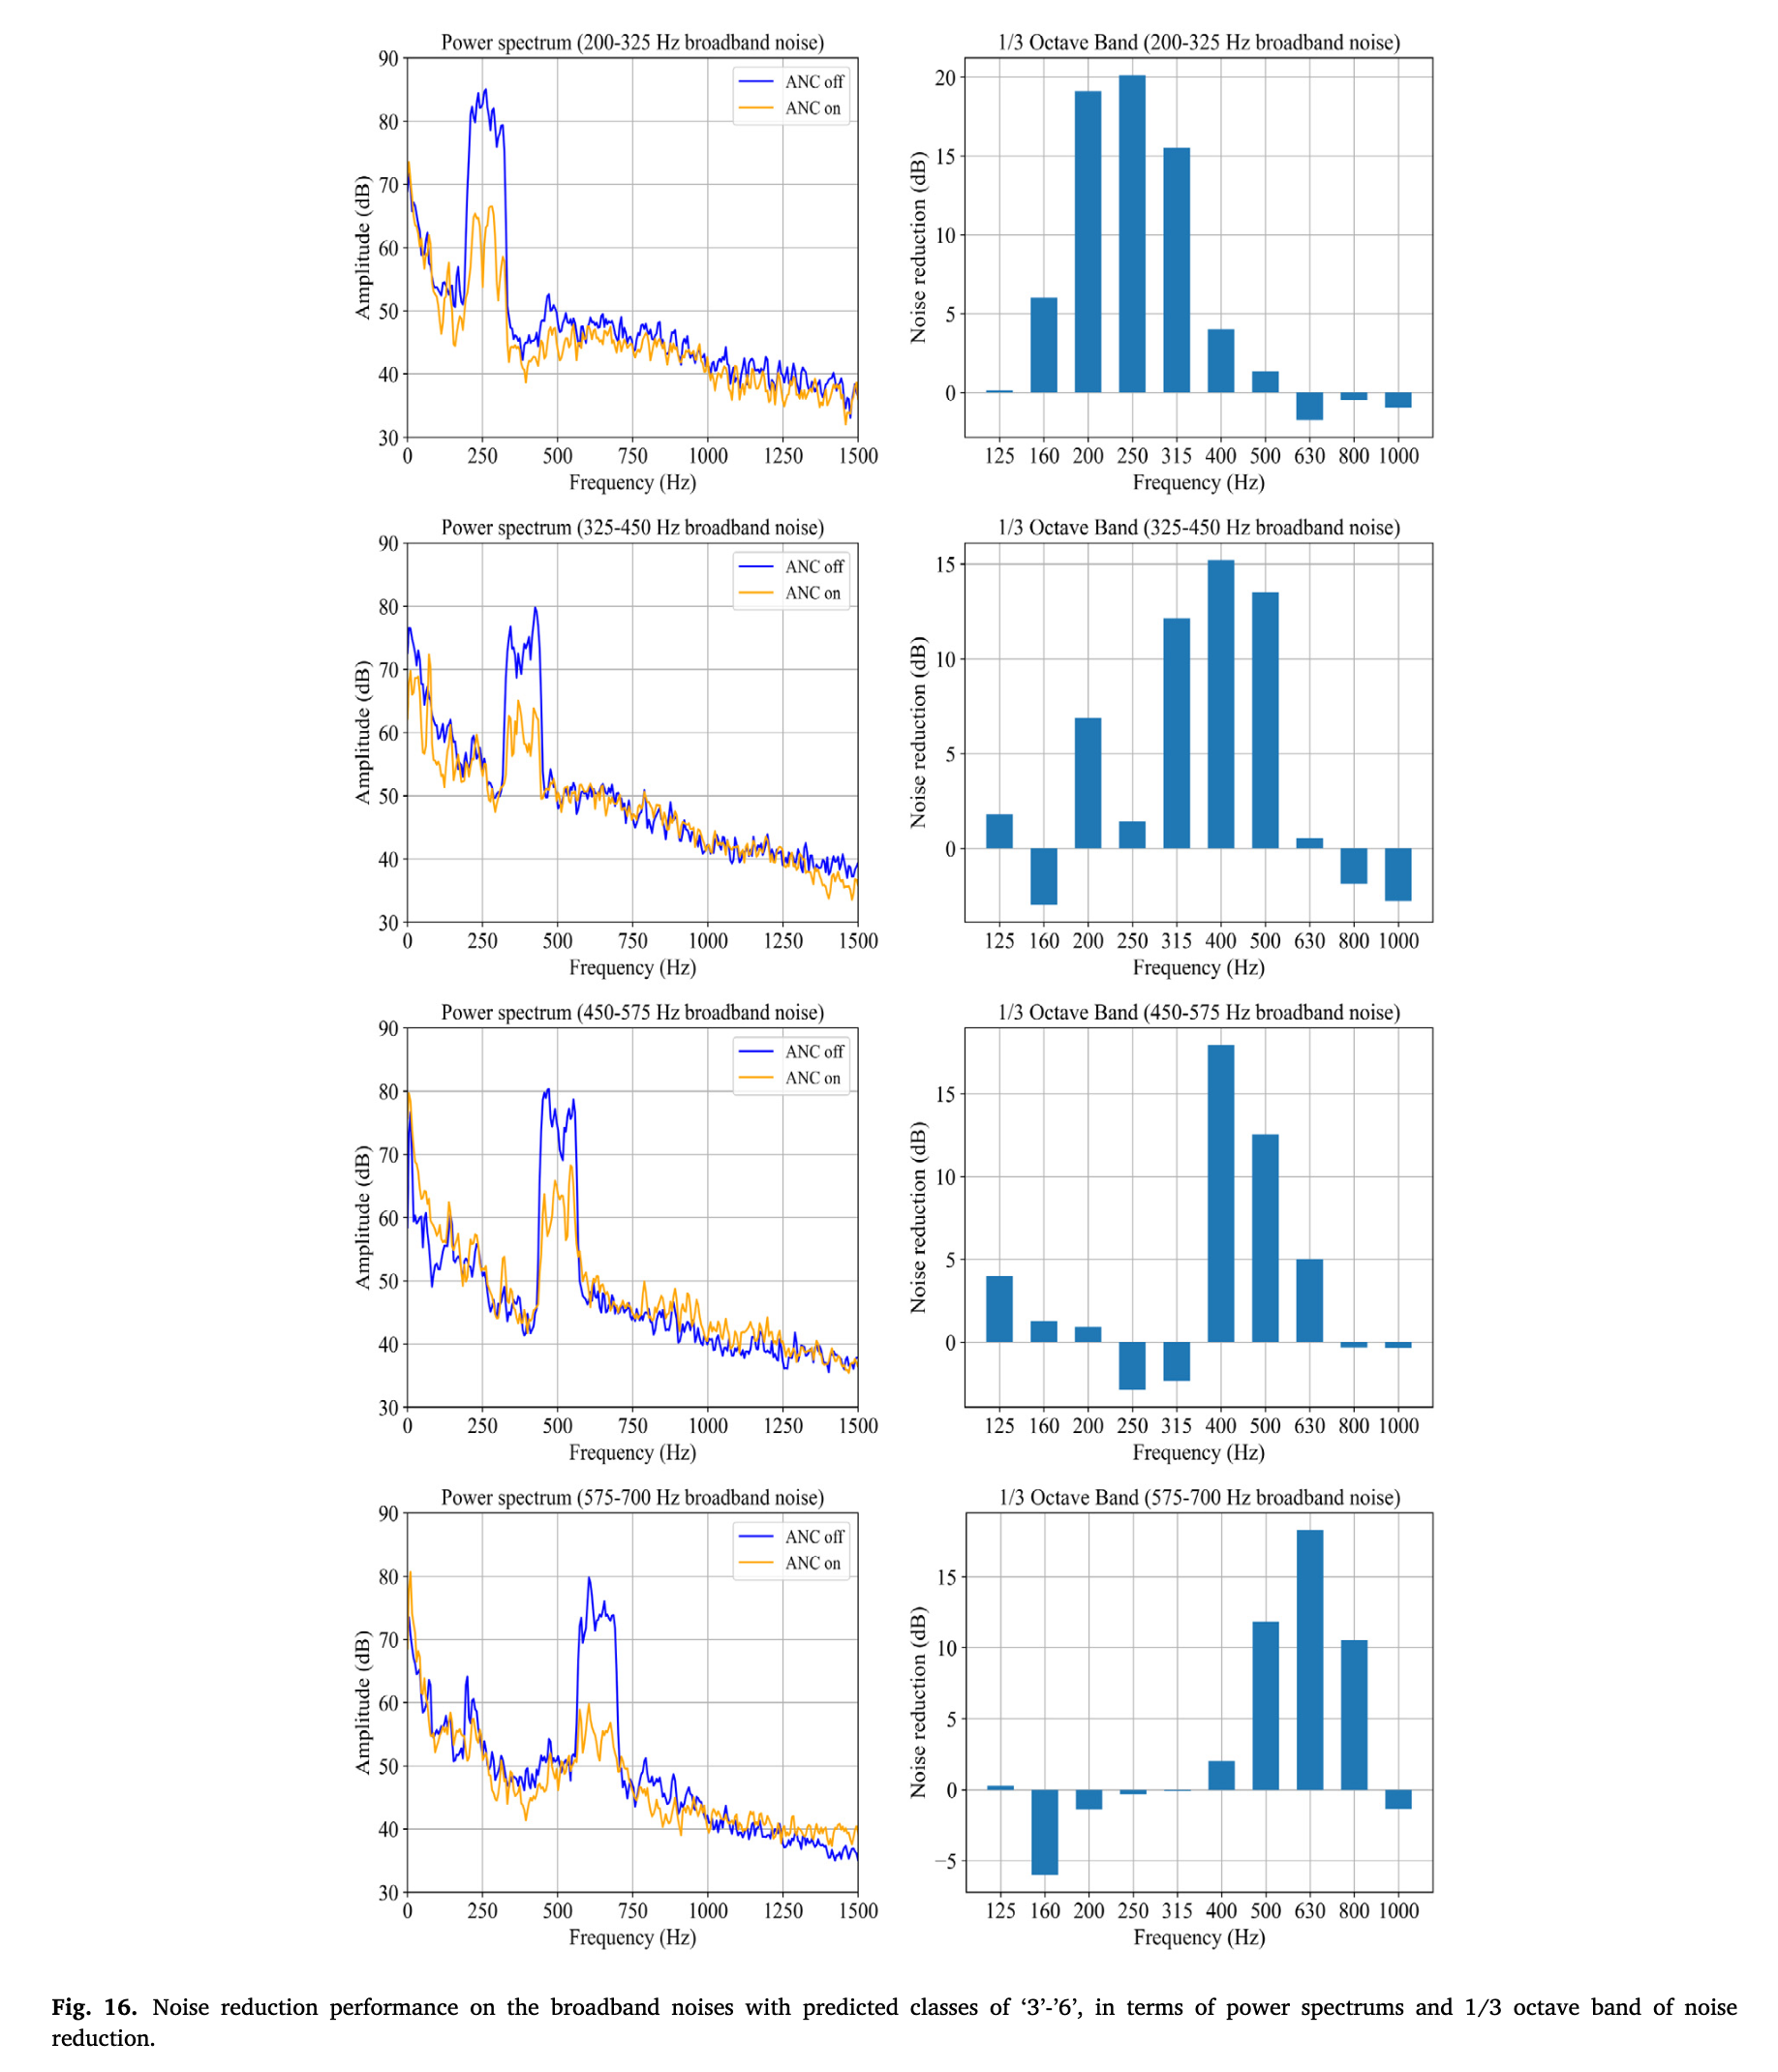 Power spectrum (200-325 Hz broadband noise)
90
80
70
60
50
40
30
Amplitude (dB)
ANC off
ANC on
0 250 500 750 1000 1250 1500
Frequency (Hz)
1/3 Octave Band (200-325 Hz broadband noise)
20
15
10
5
0
Noise reduction (dB)
125 160 200 250 315 400 500 630 800 1000
Frequency (Hz)
Power spectrum (325-450 Hz broadband noise)
90
80
70
60
50
40
30
Amplitude (dB)
ANC off
ANC on
0 250 500 750 1000 1250 1500
Frequency (Hz)
1/3 Octave Band (325-450 Hz broadband noise)
15
10
5
0
Noise reduction (dB)
125 160 200 250 315 400 500 630 800 1000
Frequency (Hz)
Power spectrum (450-575 Hz broadband noise)
90
80
70
60
50
40
30
Amplitude (dB)
ANC off
ANC on
0 250 500 750 1000 1250 1500
Frequency (Hz)
1/3 Octave Band (450-575 Hz broadband noise)
15
10
5
0
Noise reduction (dB)
125 160 200 250 315 400 500 630 800 1000
Frequency (Hz)
Power spectrum (575-700 Hz broadband noise)
90
80
70
60
50
40
30
Amplitude (dB)
ANC off
ANC on
0 250 500 750 1000 1250 1500
Frequency (Hz)
1/3 Octave Band (575-700 Hz broadband noise)
15
10
5
0
−5
Noise reduction (dB)
125 160 200 250 315 400 500 630 800 1000
Frequency (Hz)
Fig. 16. Noise reduction performance on the broadband noises with predicted classes of ‘3’-’6’, in terms of power spectrums and 1/3 octave band of noise
reduction.